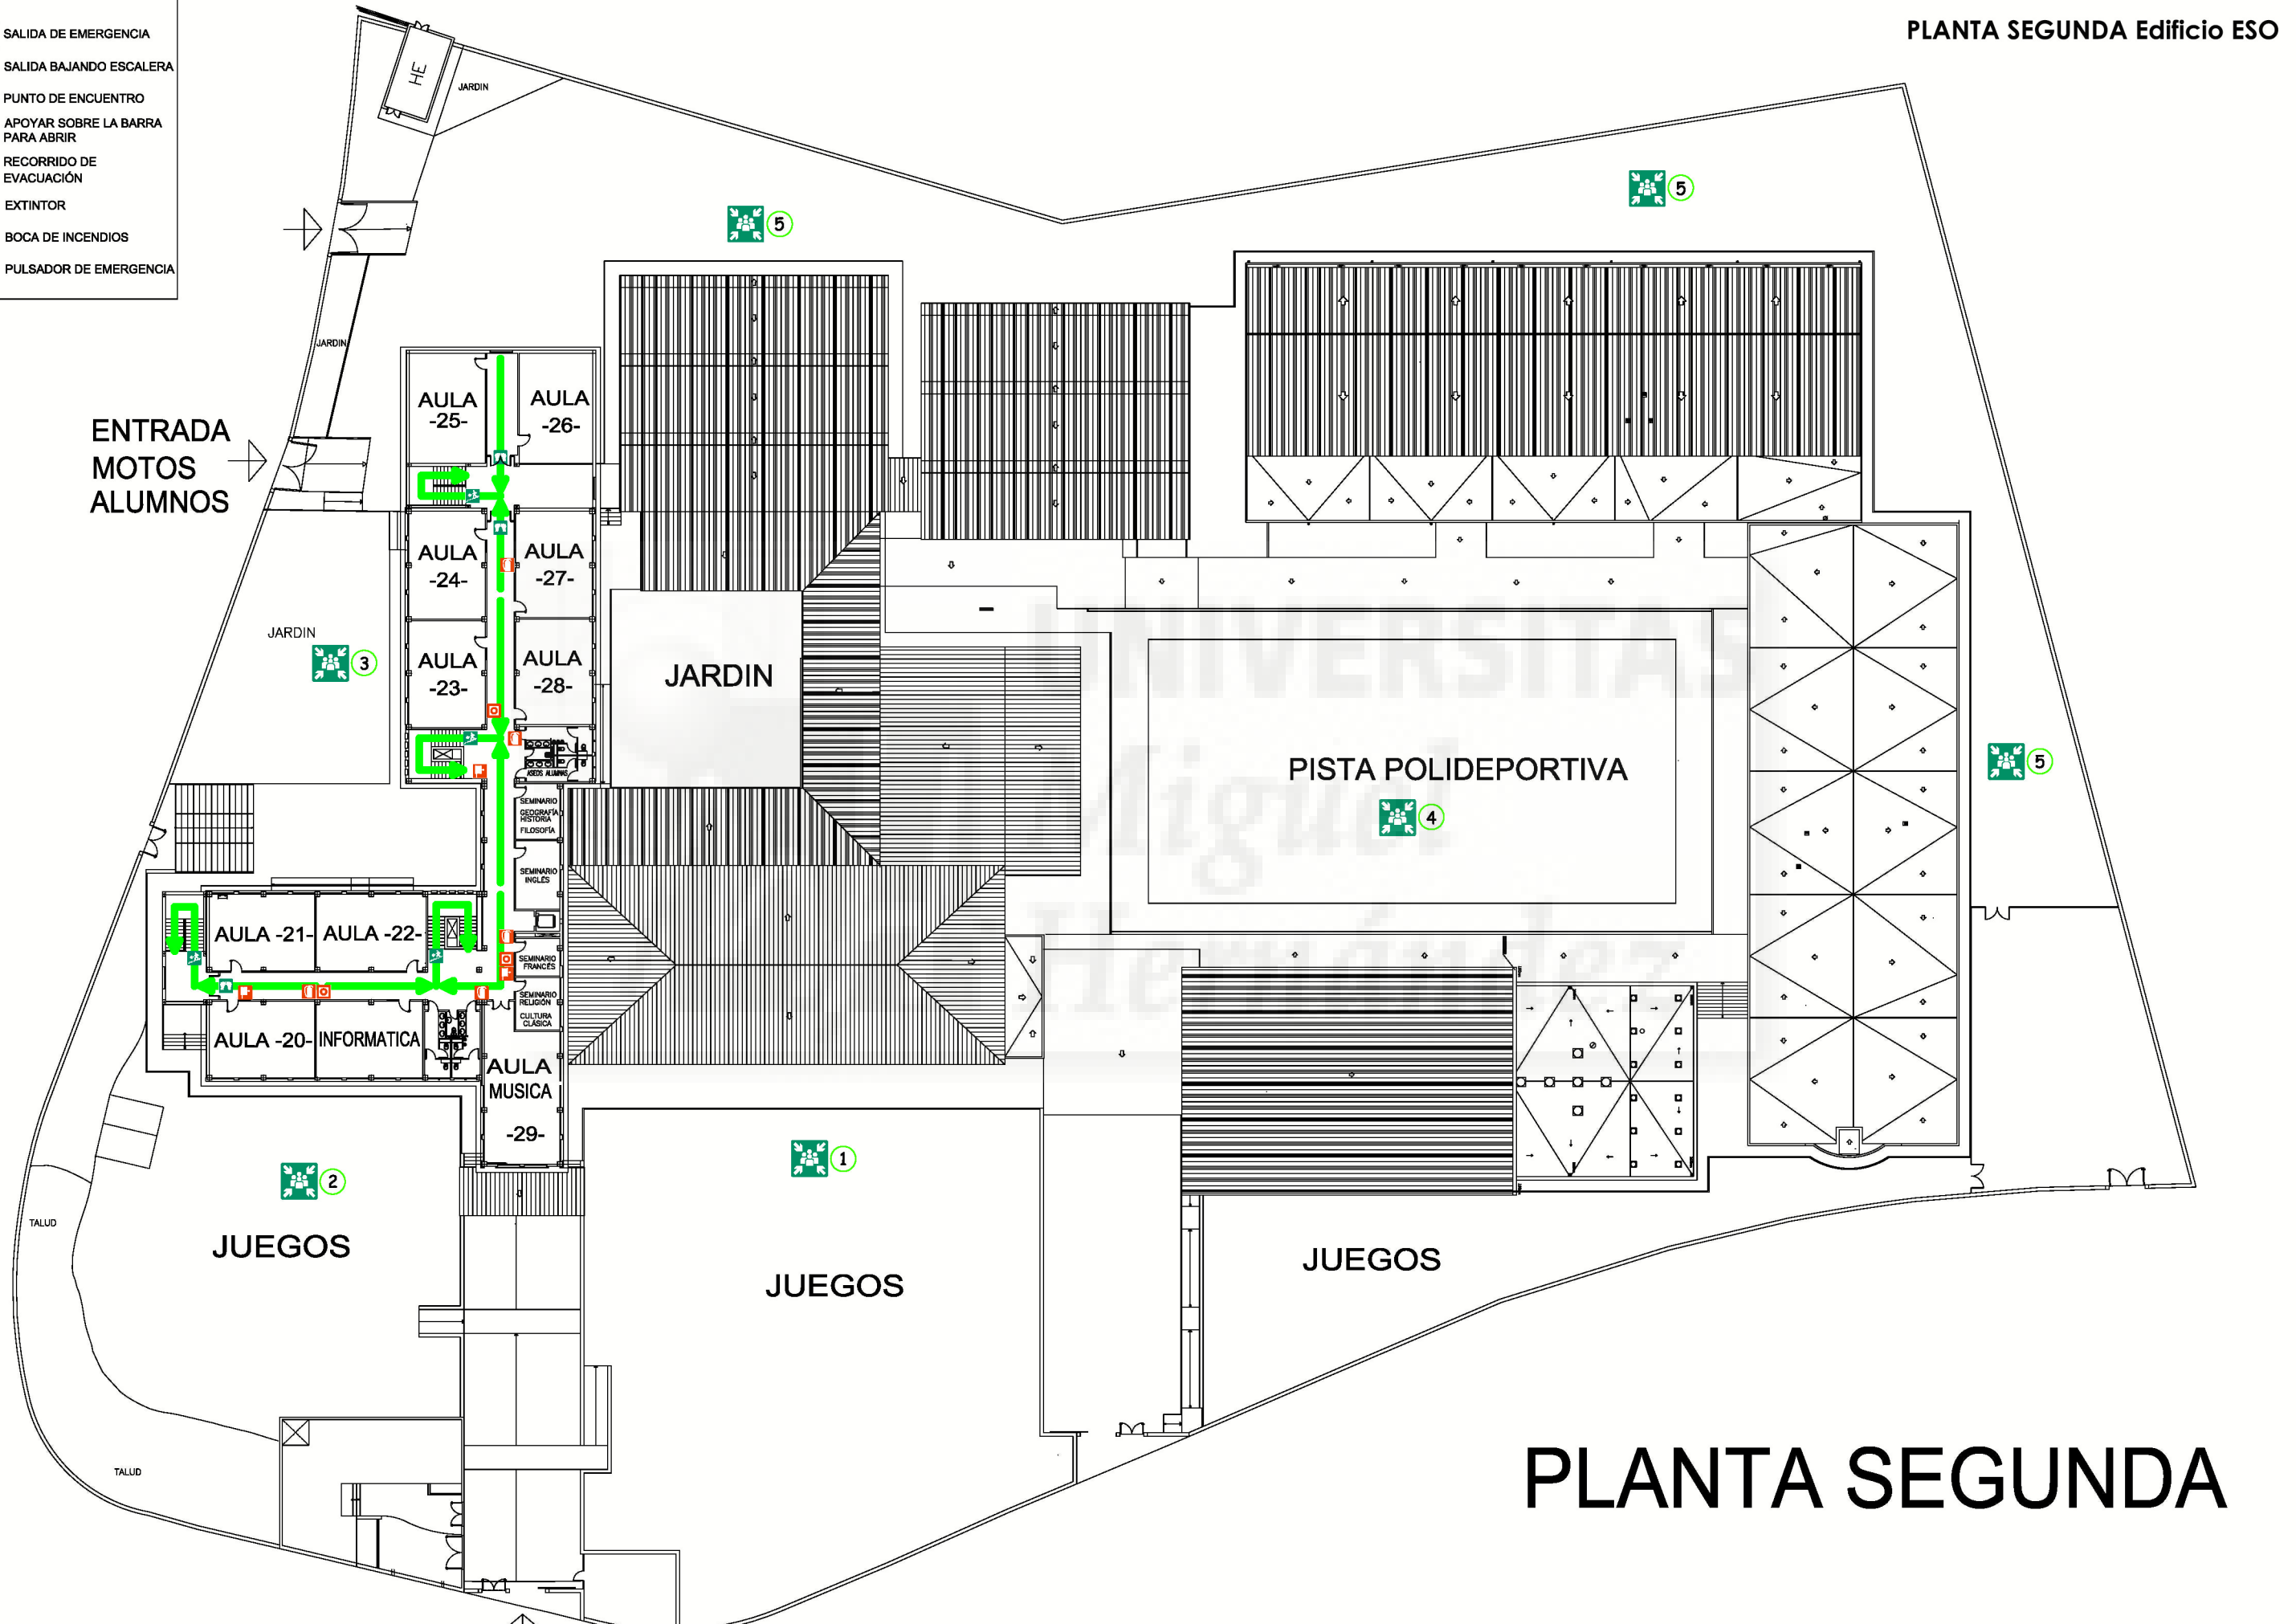 PLANTA SEGUNDA Edificio ESO
SALIDA DE EMERGENCIA
SALIDA BAJANDO ESCALERA
PUNTO DE ENCUENTRO
APOYAR SOBRE LA BARRA
PARA ABRIR
RECORRIDO DE
EVACUACIÓN
EXTINTOR
BOCA DE INCENDIOS
PULSADOR DE EMERGENCIA
HE
JARDIN
5
5
JARDIN
ENTRADA
MOTOS
ALUMNOS
AULA
-25-
AULA
-26-
AULA
-24-
AULA
-27-
JARDIN
3
AULA
-23-
AULA
-28-
JARDIN
UNIVERSITAS
Miguel
Hernández
PISTA POLIDEPORTIVA
4
5
ASEOS ALUMNAS
SEMINARIO
GEOGRAFÍA
HISTORIA
FILOSOFÍA
SEMINARIO
INGLÉS
AULA -21-
AULA -22-
SEMINARIO
FRANCÉS
SEMINARIO
RELIGIÓN
CULTURA
CLÁSICA
AULA -20-
INFORMATICA
AULA
MUSICA
-29-
1
2
TALUD
JUEGOS
JUEGOS
JUEGOS
TALUD
PLANTA SEGUNDA